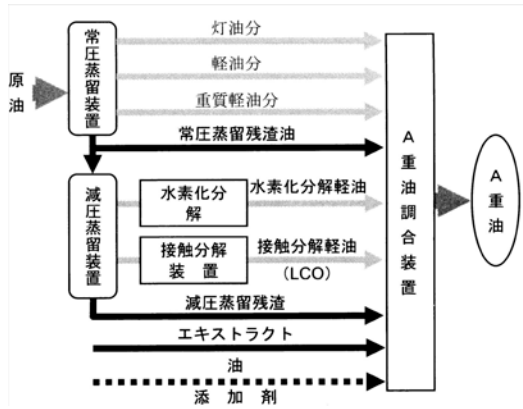 灯油分
軽油分
重質軽油分
常圧蒸留残渣油
原油
常圧蒸留装置
減圧蒸留装置
水素化分
解
水素化分解軽油
接触分解
装置
接触分解軽油
(LCO)
減圧蒸留残渣
エキストラクト
油
添加剤
A重油調合装置
A重油